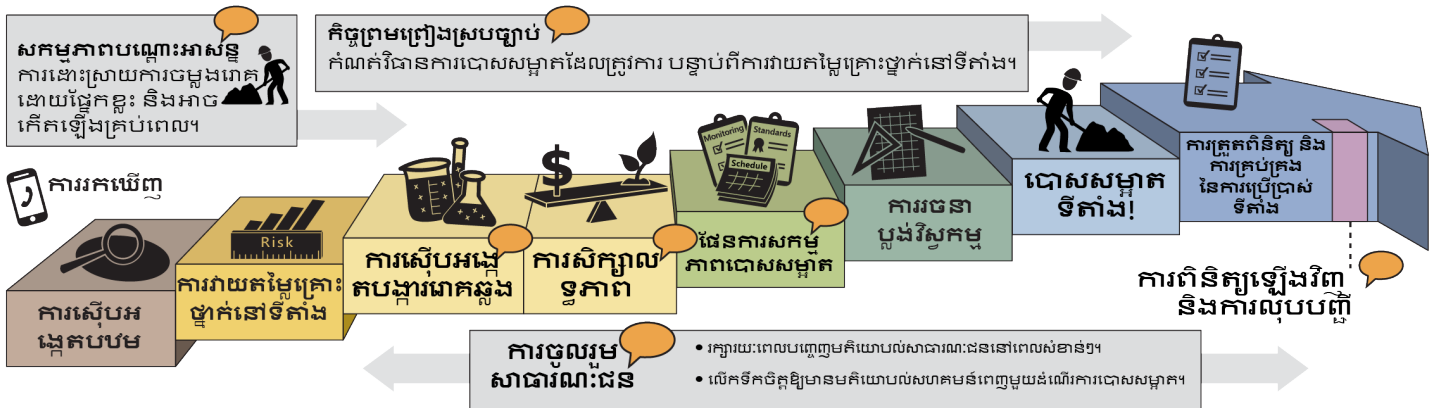 សកម្មភាពបណ្តោះអាសន្ន
ការដោះស្រាយការចម្លងរោគ
ដោយផ្នែកខ្លះ និងអាច
កើតឡើងគ្រប់ពេល។
កិច្ចព្រមព្រៀងស្របច្បាប់
កំណត់វិធានការបោសសម្អាតដែលត្រូវការ បន្ទាប់ពីការវាយតម្លៃគ្រោះថ្នាក់នៅទីតាំង។
ការរកឃើញ
ការស៊ើបអ
ង្កេតបឋម
Risk
ការវាយតម្លៃគ្រោះ
ថ្នាក់នៅទីតាំង
ការស៊ើបអង្កេ
តបង្ការរោគឆ្លង
$
ការសិក្សាល
ទ្ធភាព
Monitoring
Standards
Schedule
ផែនការសកម្ម
ភាពបោសសម្អាត
ការរចនា
ប្លង់វិស្វកម្ម
បោសសម្អាត
ទីតាំង!
ការត្រួតពិនិត្យ និង
ការគ្រប់គ្រង
នៃការប្រើប្រាស់
ទីតាំង
ការពិនិត្យឡើងវិញ
និងការលុបបញ្ជី
ការចូលរួម
សាធារណៈជន
• រក្សារយៈពេលបញ្ចេញមតិយោបល់សាធារណៈជននៅពេលសំខាន់ៗ។
• លើកទឹកចិត្តឱ្យមានមតិយោបល់សហគមន៍ពេញមួយដំណើរការបោសសម្អាត។